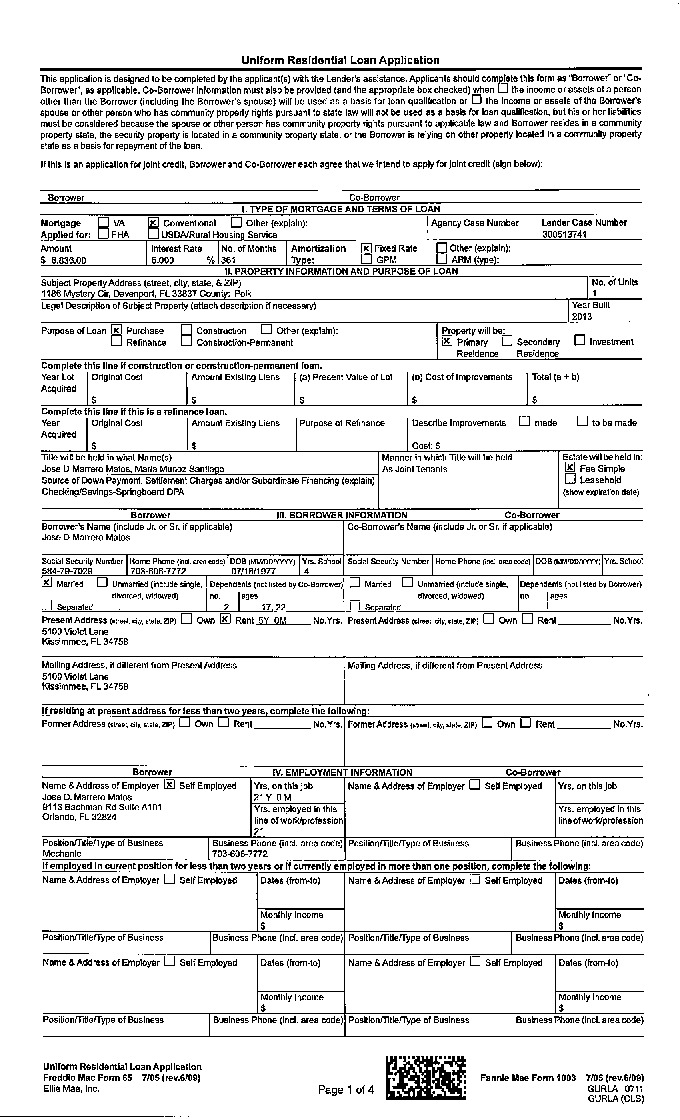 Uniform Residential Loan Application
This application is designed to be completed by the applicant(s) with the Lender's assistance. Applicants should complete this form as "Borrower" or "Co-
Borrower", as applicable. Co-Borrower information must also be provided (and the appropriate box checked) when the income or assets of a person
other than the Borrower (including the Borrower's spouse) will be used as a basis for loan qualification or the income or assets of the Borrower's
spouse or other person who has community property rights pursuant to state law will not be used as a basis for loan qualification, but his or her liabilities
must be considered because the spouse or other person has community property rights pursuant to applicable law and Borrower resides in a community
property state, the security property is located in a community property state, or the Borrower is relying on other property located in a community property
state as a basis for repayment of the loan.
If this is an application for joint credit, Borrower and Co-Borrower each agree that we intend to apply for joint credit (sign below):
Borrower Co-Borrower
I. TYPE OF MORTGAGE AND TERMS OF LOAN
Mortgage VA Conventional Other (explain): Agency Case Number Lender Case Number
Applied for: FHA USDA/Rural Housing Service 300513741
Amount Interest Rate No. of Months Amortization Fixed Rate Other (explain):
$ 6,836.00 % 361 Type: GPM ARM (type):
II. PROPERTY INFORMATION AND PURPOSE OF LOAN
Subject Property Address (street, city, state, & ZIP) No. of Units
1186 Mystery Cir, Davenport, FL 33837 County: Polk 1
Legal Description of Subject Property (attach description if necessary) Year Built
2013
Purpose of Loan Purchase Construction Other (explain): Property will be:
Refinance Construction-Permanent Primary Residence Secondary Residence Investment
Complete this line if construction or construction-permanent loan.
Year Lot Acquired Original Cost Amount Existing Liens (a) Present Value of Lot (b) Cost of Improvements Total (a + b)
$ $ $ $ $
Complete this line if this is a refinance loan.
Year Acquired Original Cost Amount Existing Liens Purpose of Refinance Describe Improvements made to be made
$ $ Cost: $
Title will be held in what Name(s) Manner in which Title will be held Estate will be held in:
Jose D Marrero Matos, Maria Munoz Santiago As Joint Tenants Fee Simple
Source of Down Payment, Settlement Charges and/or Subordinate Financing (explain) Leasehold
Checking/Savings-Springboard DPA (show expiration date)
Borrower III. BORROWER INFORMATION Co-Borrower
Borrower's Name (include Jr. or Sr. if applicable) Co-Borrower's Name (include Jr. or Sr. if applicable)
Jose D Marrero Matos
Social Security Number Home Phone (incl. area code) DOB (MM/DD/YYYY) Yrs. School Social Security Number Home Phone (incl. area code) DOB (MM/DD/YYYY) Yrs. School
584-79-7029 703-606-7772 07/18/1977 4
Married Unmarried (include single, Dependents (not listed by Co-Borrower) Married Unmarried (include single, Dependents (not listed by Borrower)
divorced, widowed) no. ages divorced, widowed) no. ages
Separated 2 17, 22 Separated
Present Address (street, city, state, ZIP) Own Rent 5Y 0M No. Yrs. Present Address (street, city, state, ZIP) Own Rent No. Yrs.
5100 Violet Lane
Kissimmee, FL 34758
Mailing Address, if different from Present Address Mailing Address, if different from Present Address
5100 Violet Lane
Kissimmee, FL 34758
If residing at present address for less than two years, complete the following:
Former Address (street, city, state, ZIP) Own Rent No. Yrs. Former Address (street, city, state, ZIP) Own Rent No. Yrs.
Borrower IV. EMPLOYMENT INFORMATION Co-Borrower
Name & Address of Employer Self Employed Yrs. on this job Name & Address of Employer Self Employed Yrs. on this job
Jose D. Marrero Matos 21 Y 0 M
9113 Bachman Rd Suite A101 Yrs. employed in this Yrs. employed in this
Orlando, FL 32824 line of work/profession line of work/profession
21
Position/Title/Type of Business Business Phone (incl. area code) Position/Title/Type of Business Business Phone (incl. area code)
Mechanic 703-606-7772
If employed in current position for less than two years or if currently employed in more than one position, complete the following:
Name & Address of Employer Self Employed Dates (from-to) Name & Address of Employer Self Employed Dates (from-to)
Monthly Income Monthly Income
$ $
Position/Title/Type of Business Business Phone (incl. area code) Position/Title/Type of Business Business Phone (incl. area code)
Name & Address of Employer Self Employed Dates (from-to) Name & Address of Employer Self Employed Dates (from-to)
Monthly Income Monthly Income
$ $
Position/Title/Type of Business Business Phone (incl. area code) Position/Title/Type of Business Business Phone (incl. area code)
Uniform Residential Loan Application
Freddie Mac Form 65 7/05 (rev.6/09) Fannie Mae Form 1003 7/05 (rev.6/09)
Ellie Mae, Inc. Page 1 of 4 GURLA 0711
GURLA (CLS)